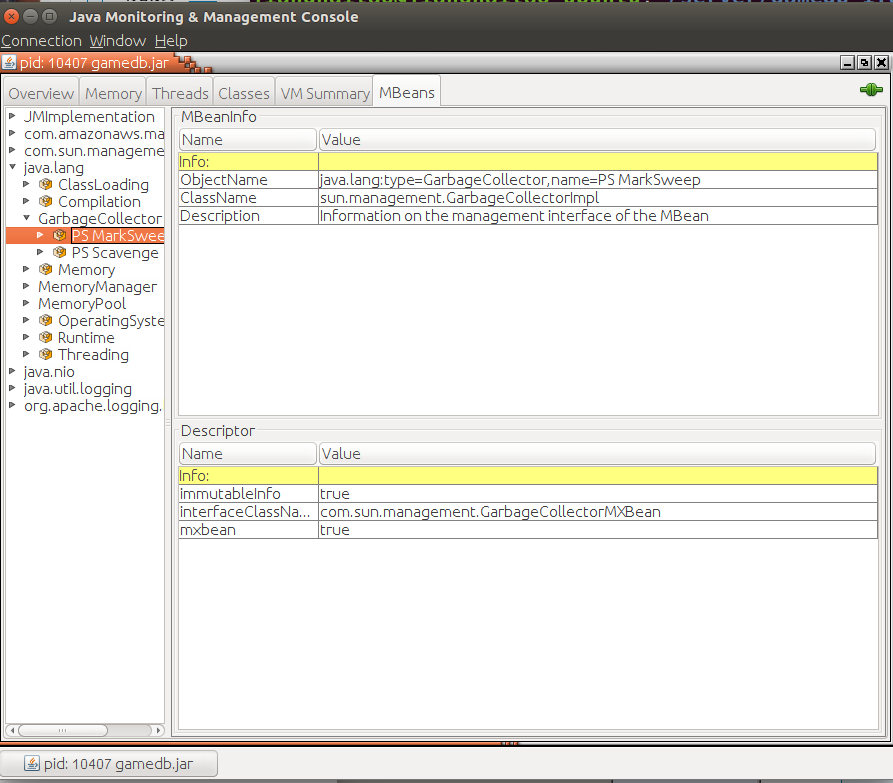 Java Monitoring & Management Console
Connection Window Help
pid: 10407 gamedb.jar
Overview Memory Threads Classes VM Summary MBeans
JMImplementation
com.amazonaws.ma
com.sun.manageme
java.lang
ClassLoading
Compilation
GarbageCollector
PS MarkSwee
PS Scavenge
Memory
MemoryManager
MemoryPool
OperatingSyste
Runtime
Threading
java.nio
java.util.logging
org.apache.logging.
MBeanInfo
Name Value
Info:
ObjectName java.lang:type=GarbageCollector,name=PS MarkSweep
ClassName sun.management.GarbageCollectorImpl
Description Information on the management interface of the MBean
Descriptor
Name Value
Info:
immutableInfo true
interfaceClassNa... com.sun.management.GarbageCollectorMXBean
mxbean true
pid: 10407 gamedb.jar